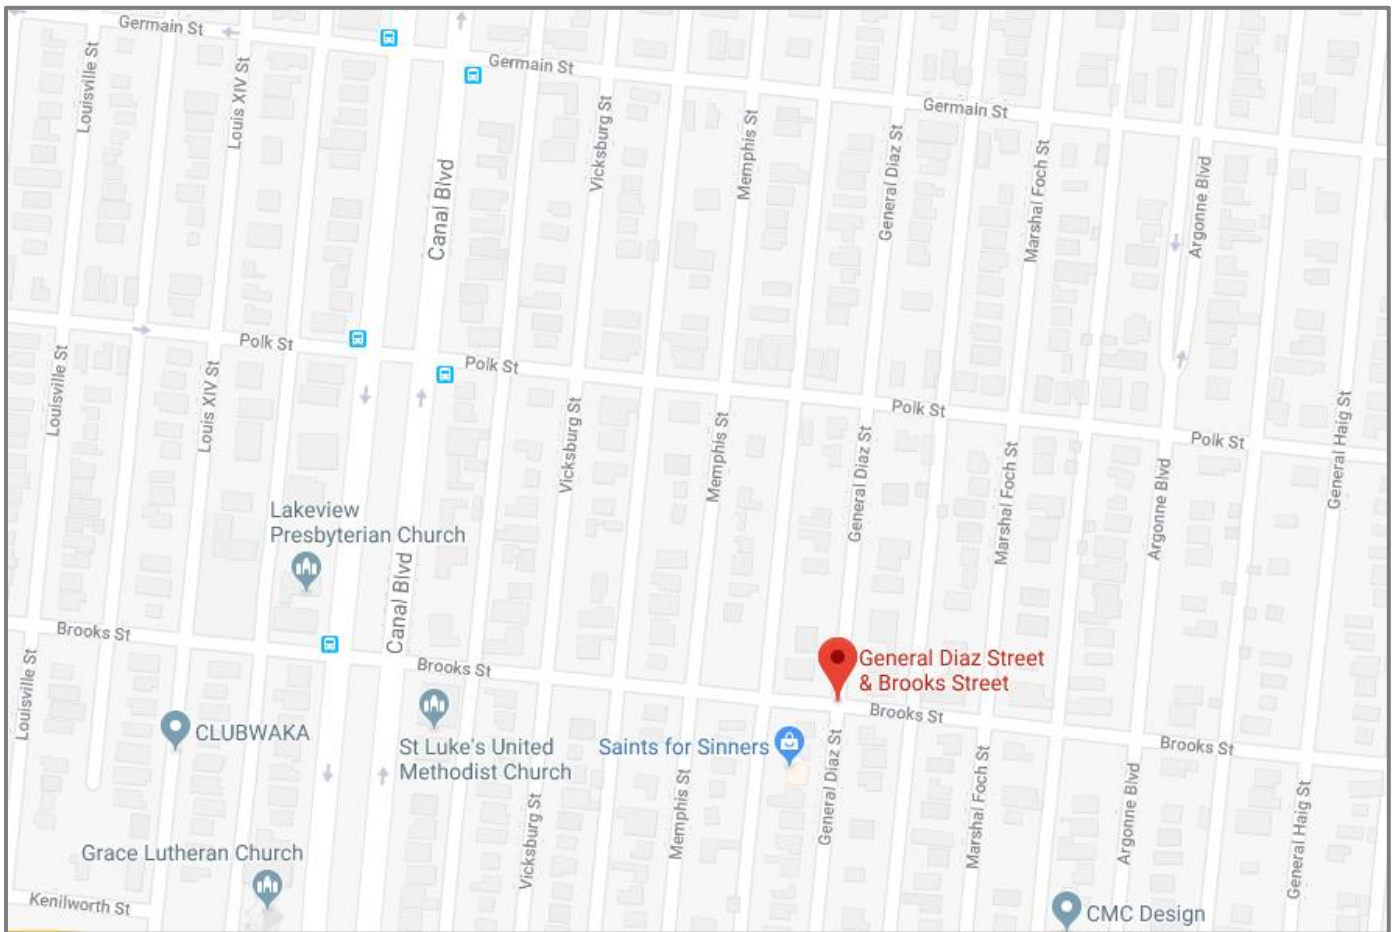 Germain St
Germain St
Germain St
Louisville St
Louis XIV St
Canal Blvd
Vicksburg St
Memphis St
General Diaz St
Marshal Foch St
Argonne Blvd
Polk St
Polk St
Polk St
Polk St
Louisville St
Louis XIV St
Vicksburg St
Memphis St
General Diaz St
Marshal Foch St
Argonne Blvd
General Haig St
Lakeview
Presbyterian Church
Canal Blvd
Brooks St
Brooks St
General Diaz Street
& Brooks Street
Brooks St
Brooks St
Louisville St
CLUBWAKA
St Luke's United
Methodist Church
Saints for Sinners
Vicksburg St
Memphis St
General Diaz St
Marshal Foch St
Argonne Blvd
General Haig St
Grace Lutheran Church
Kenilworth St
CMC Design